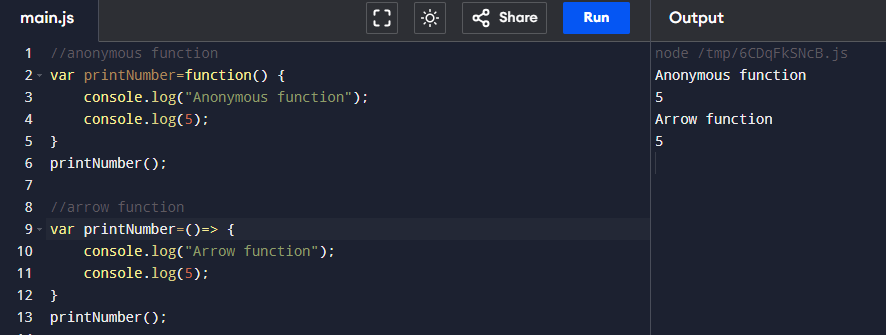 main.js Share Run
1 //anonymous function
2 var printNumber=function() {
3     console.log("Anonymous function");
4     console.log(5);
5 }
6 printNumber();
7
8 //arrow function
9 var printNumber=()=> {
10     console.log("Arrow function");
11     console.log(5);
12 }
13 printNumber();
Output
node /tmp/6CDqFkSNcB.js
Anonymous function
5
Arrow function
5